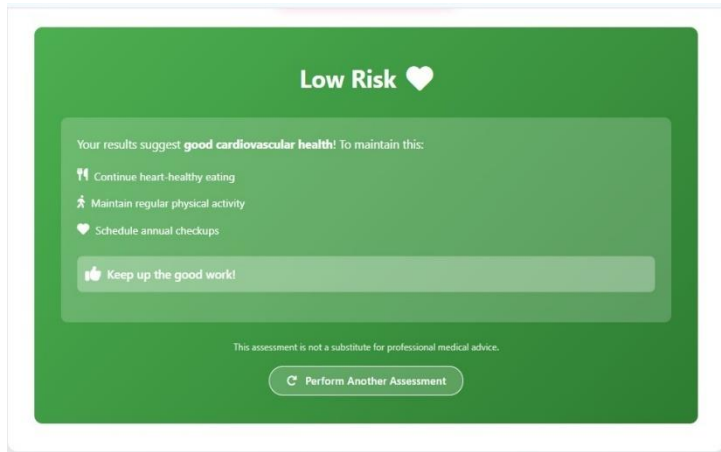 Low Risk
Your results suggest good cardiovascular health! To maintain this:
Continue heart-healthy eating
Maintain regular physical activity
Schedule annual checkups
Keep up the good work!
This assessment is not a substitute for professional medical advice.
Perform Another Assessment